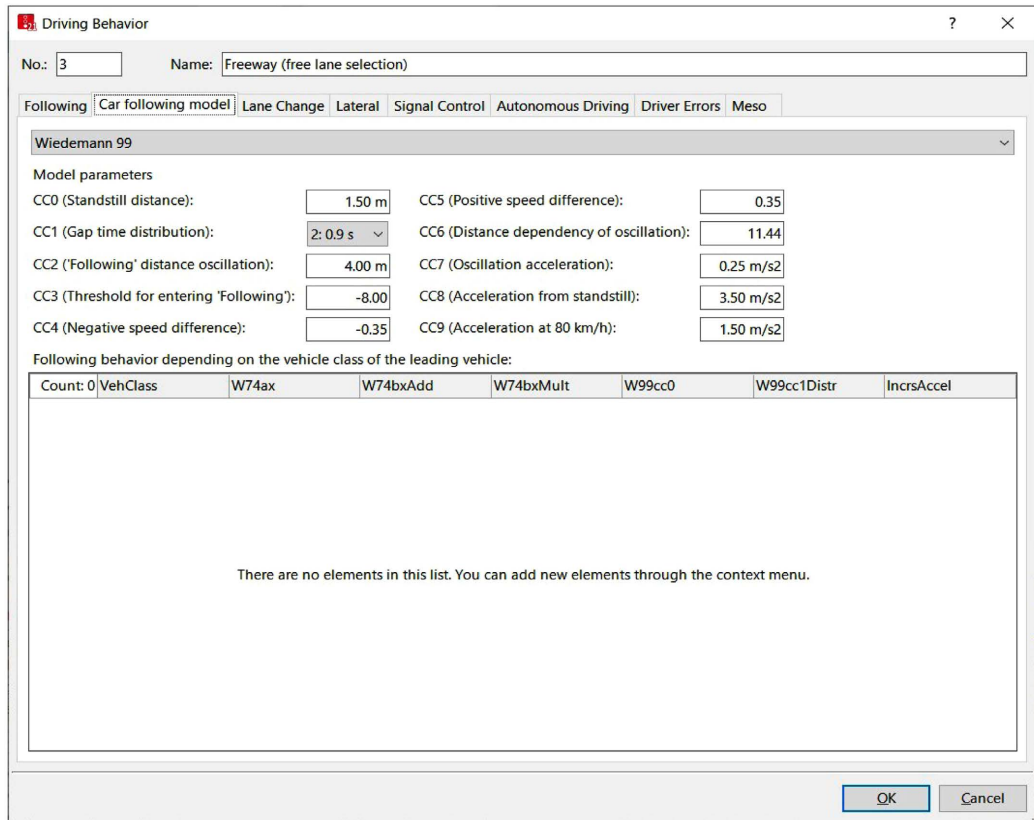 Driving Behavior ?
No.: 3 Name: Freeway (free lane selection)
Following Car following model Lane Change Lateral Signal Control Autonomous Driving Driver Errors Meso
Wiedemann 99
Model parameters
CC0 (Standstill distance): 1.50 m CC5 (Positive speed difference): 0.35
CC1 (Gap time distribution): 2: 0.9 s CC6 (Distance dependency of oscillation): 11.44
CC2 ('Following' distance oscillation): 4.00 m CC7 (Oscillation acceleration): 0.25 m/s2
CC3 (Threshold for entering 'Following'): -8.00 CC8 (Acceleration from standstill): 3.50 m/s2
CC4 (Negative speed difference): -0.35 CC9 (Acceleration at 80 km/h): 1.50 m/s2
Following behavior depending on the vehicle class of the leading vehicle:
Count: 0 VehClass W74ax W74bxAdd W74bxMult W99cc0 W99cc1Distr IncrsAccel
There are no elements in this list. You can add new elements through the context menu.
OK Cancel